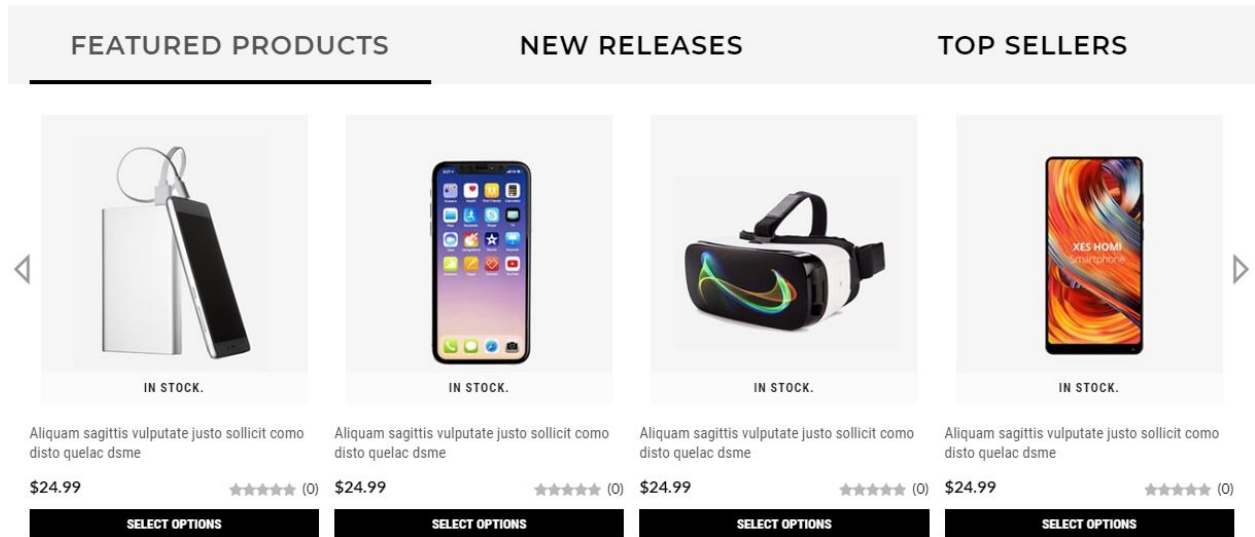 FEATURED PRODUCTS
NEW RELEASES
TOP SELLERS
XES HOMI
Smartphone
IN STOCK.
IN STOCK.
IN STOCK.
IN STOCK.
Aliquam sagittis vulputate justo sollicit como
disto quelac dsme
Aliquam sagittis vulputate justo sollicit como
disto quelac dsme
Aliquam sagittis vulputate justo sollicit como
disto quelac dsme
Aliquam sagittis vulputate justo sollicit como
disto quelac dsme
$24.99
(0)
$24.99
(0)
$24.99
(0)
$24.99
(0)
SELECT OPTIONS
SELECT OPTIONS
SELECT OPTIONS
SELECT OPTIONS